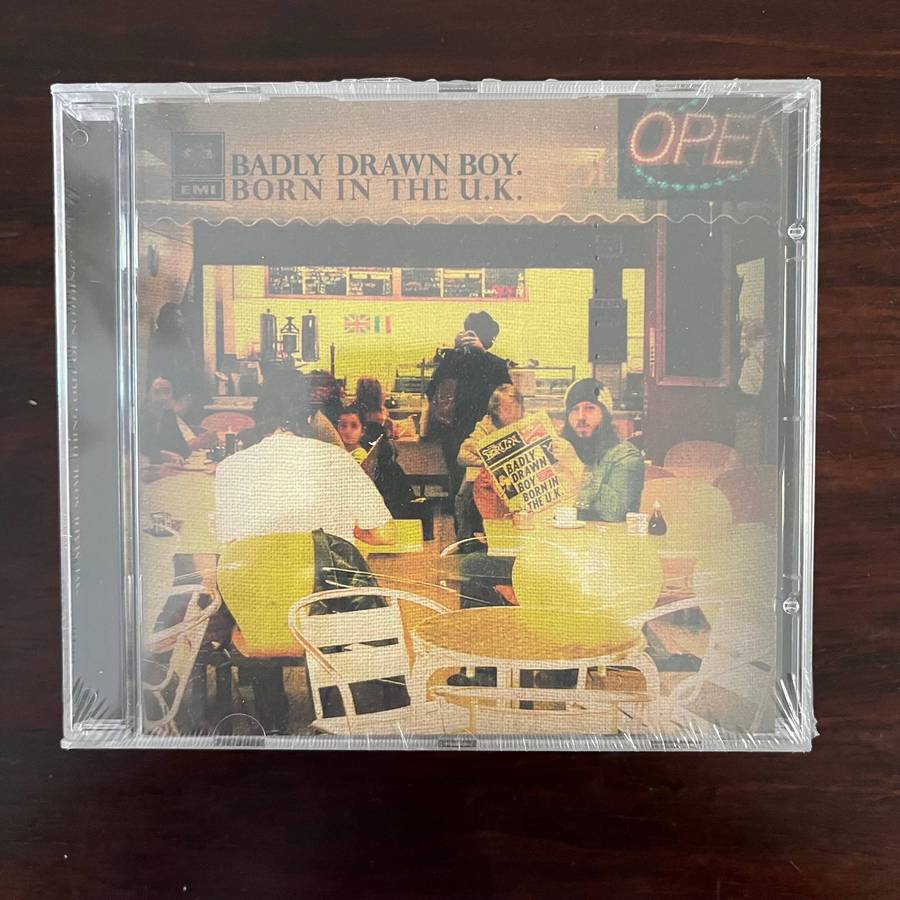 OPEN
BADLY DRAWN BOY.
BORN IN THE U.K.
EMI
BADLY
DRAWN
BOY
BORN IN
THE U.K.